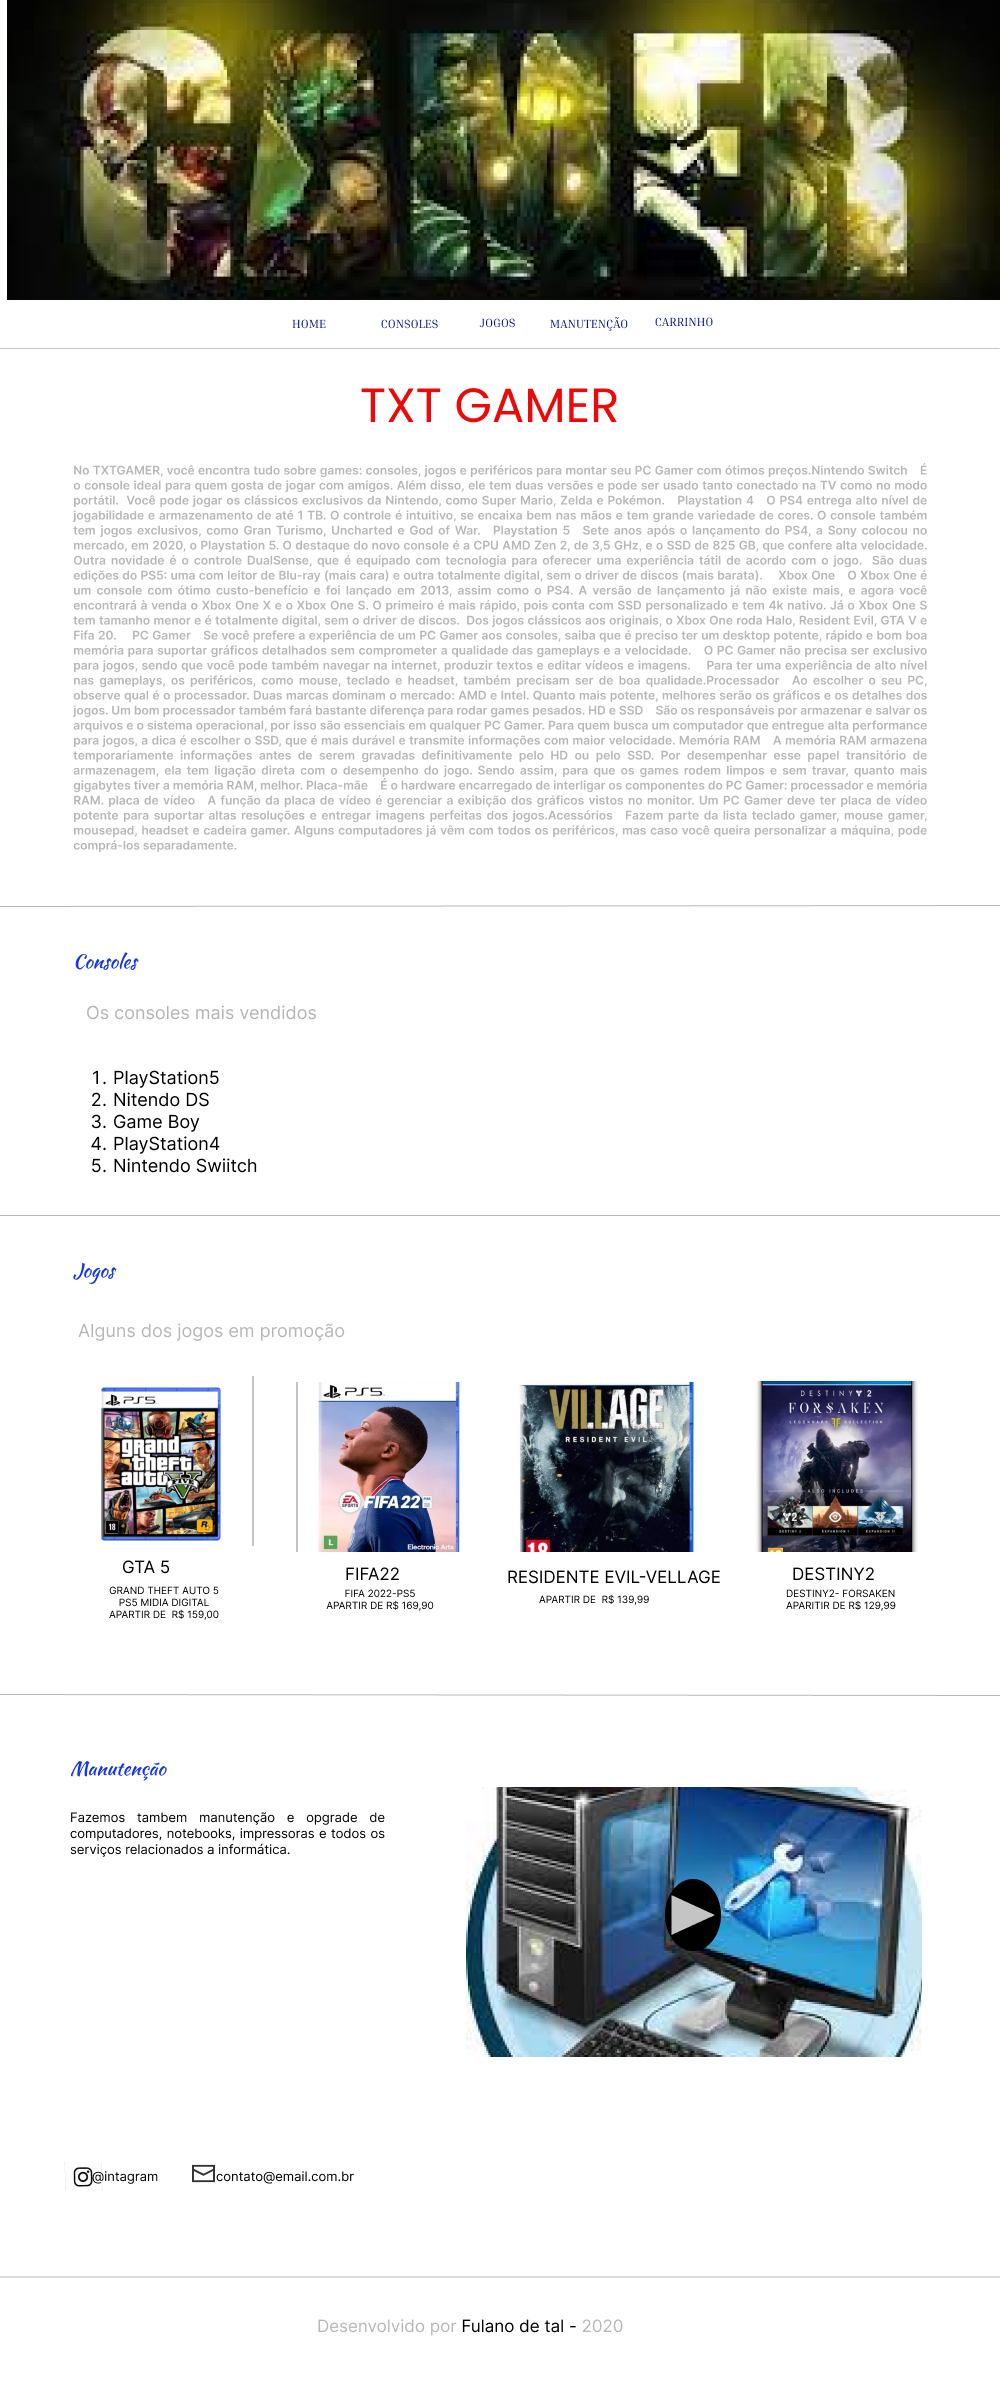 GAMER
HOME CONSOLES JOGOS MANUTENÇÃO CARRINHO
TXT GAMER
No TXTGAMER, você encontra tudo sobre games: consoles, jogos e periféricos para montar seu PC Gamer com ótimos preços.Nintendo Switch É
o console ideal para quem gosta de jogar com amigos. Além disso, ele tem duas versões e pode ser usado tanto conectado na TV como no modo
portátil. Você pode jogar os clássicos exclusivos da Nintendo, como Super Mario, Zelda e Pokémon. Playstation 4 O PS4 entrega alto nível de
jogabilidade e armazenamento de até 1 TB. O controle é intuitivo, se encaixa bem nas mãos e tem grande variedade de cores. O console também
tem jogos exclusivos, como Gran Turismo, Uncharted e God of War. Playstation 5 Sete anos após o lançamento do PS4, a Sony colocou no
mercado, em 2020, o Playstation 5. O destaque do novo console é a CPU AMD Zen 2, de 3,5 GHz, e o SSD de 825 GB, que confere alta velocidade.
Outra novidade é o controle DualSense, que é equipado com tecnologia para oferecer uma experiência tátil de acordo com o jogo. São duas
edições do PS5: uma com leitor de Blu-ray (mais cara) e outra totalmente digital, sem o driver de discos (mais barata). Xbox One O Xbox One é
um console com ótimo custo-benefício e foi lançado em 2013, assim como o PS4. A versão de lançamento já não existe mais, e agora você
encontrará à venda o Xbox One X e o Xbox One S. O primeiro é mais rápido, pois conta com SSD personalizado e tem 4k nativo. Já o Xbox One S
tem tamanho menor e é totalmente digital, sem o driver de discos. Dos jogos clássicos aos originais, o Xbox One roda Halo, Resident Evil, GTA V e
Fifa 20. PC Gamer Se você prefere a experiência de um PC Gamer aos consoles, saiba que é preciso ter um desktop potente, rápido e bom boa
memória para suportar gráficos detalhados sem comprometer a qualidade das gameplays e a velocidade. O PC Gamer não precisa ser exclusivo
para jogos, sendo que você pode também navegar na internet, produzir textos e editar vídeos e imagens. Para ter uma experiência de alto nível
nas gameplays, os periféricos, como mouse, teclado e headset, também precisam ser de boa qualidade.Processador Ao escolher o seu PC,
observe qual é o processador. Duas marcas dominam o mercado: AMD e Intel. Quanto mais potente, melhores serão os gráficos e os detalhes dos
jogos. Um bom processador também fará bastante diferença para rodar games pesados. HD e SSD São os responsáveis por armazenar e salvar os
arquivos e o sistema operacional, por isso são essenciais em qualquer PC Gamer. Para quem busca um computador que entregue alta performance
para jogos, a dica é escolher o SSD, que é mais durável e transmite informações com maior velocidade. Memória RAM A memória RAM armazena
temporariamente informações antes de serem gravadas definitivamente pelo HD ou pelo SSD. Por desempenhar esse papel transitório de
armazenagem, ela tem ligação direta com o desempenho do jogo. Sendo assim, para que os games rodem limpos e sem travar, quanto mais
gigabytes tiver a memória RAM, melhor. Placa-mãe É o hardware encarregado de interligar os componentes do PC Gamer: processador e memória
RAM. placa de vídeo A função da placa de vídeo é gerenciar a exibição dos gráficos vistos no monitor. Um PC Gamer deve ter placa de vídeo
potente para suportar altas resoluções e entregar imagens perfeitas dos jogos.Acessórios Fazem parte da lista teclado gamer, mouse gamer,
mousepad, headset e cadeira gamer. Alguns computadores já vêm com todos os periféricos, mas caso você queira personalizar a máquina, pode
comprá-los separadamente.
Consoles
Os consoles mais vendidos
1. PlayStation5
2. Nitendo DS
3. Game Boy
4. PlayStation4
5. Nintendo Swiitch
Jogos
Alguns dos jogos em promoção
PS5
grand
theft
auto V
FIVE
18
R
PS5
EA SPORTS FIFA 22
L
Electronic Arts
VILLAGE
RESIDENT EVIL
18
DESTINY 2
FORSAKEN
LEGENDARY COLLECTION
ALSO INCLUDES
DESTINY 2 EXPANSION I EXPANSION II
GTA 5
GRAND THEFT AUTO 5
PS5 MIDIA DIGITAL
APARTIR DE R$ 159,00
FIFA22
FIFA 2022-PS5
APARTIR DE R$ 169,90
RESIDENTE EVIL-VELLAGE
APARTIR DE R$ 139,99
DESTINY2
DESTINY2- FORSAKEN
APARITIR DE R$ 129,99
Manutenção
Fazemos tambem manutenção e opgrade de
computadores, notebooks, impressoras e todos os
serviços relacionados a informática.
@intagram
contato@email.com.br
Desenvolvido por Fulano de tal - 2020